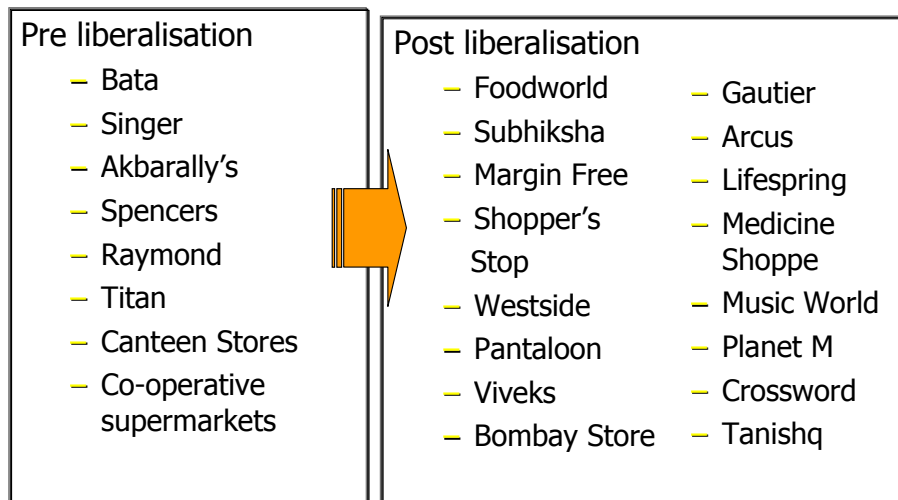 Pre liberalisation
– Bata
– Singer
– Akbarally’s
– Spencers
– Raymond
– Titan
– Canteen Stores
– Co-operative
supermarkets
Post liberalisation
– Foodworld
– Subhiksha
– Margin Free
– Shopper’s
Stop
– Westside
– Pantaloon
– Viveks
– Bombay Store
– Gautier
– Arcus
– Lifespring
– Medicine
Shoppe
– Music World
– Planet M
– Crossword
– Tanishq